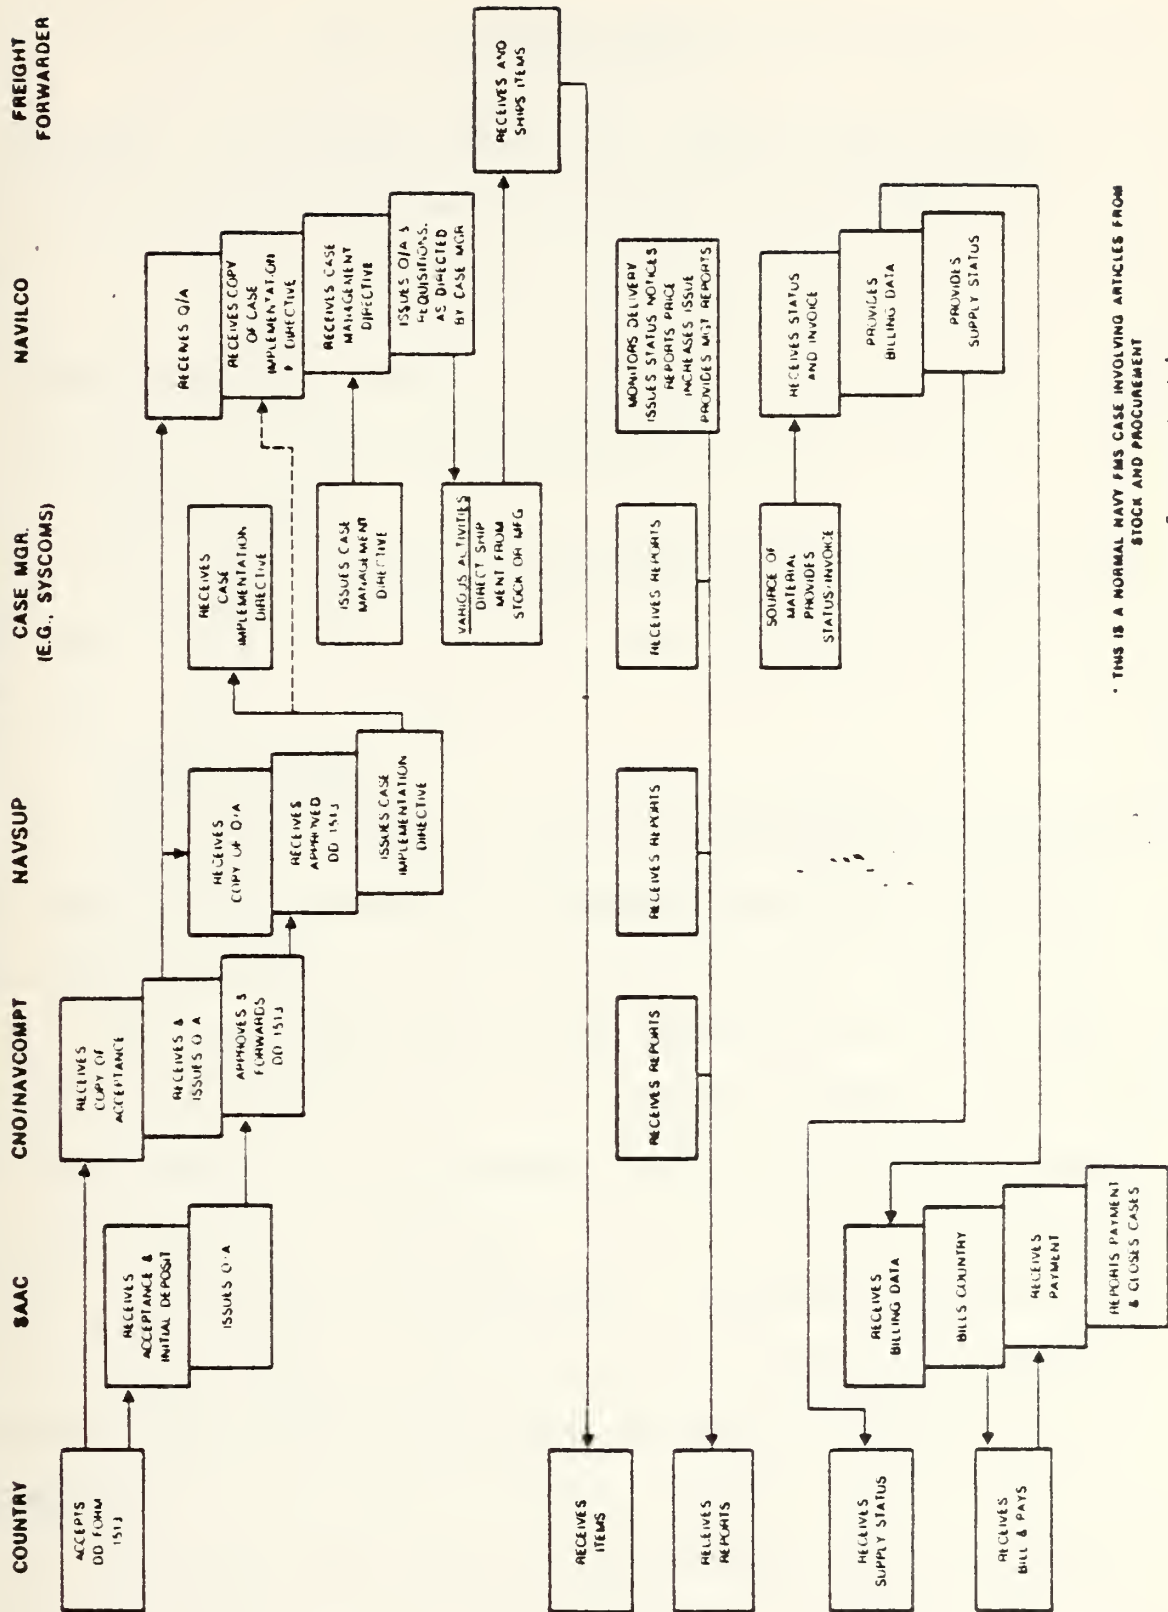 COUNTRY
SAAC
CNO/NAVCOMPT
NAVSUP
CASE MGR.
(E.G., SYSCOMS)
NAVILCO
FREIGHT
FORWARDER
ACCEPTS
DD FORM
1513
RECEIVES
ACCEPTANCE &
INITIAL DEPOSIT
ISSUES O/A
RECEIVES
COPY OF
ACCEPTANCE
RECEIVES &
ISSUES O/A
APPROVES &
FORWARDS
DD 1513
RECEIVES
COPY OF O/A
RECEIVES
APPROVED
DD 1513
ISSUES CASE
IMPLEMENTATION
DIRECTIVE
RECEIVES
CASE
IMPLEMENTATION
DIRECTIVE
ISSUES CASE
MANAGEMENT
DIRECTIVE
VARIOUS ACTIVITIES
DIRECT SHIP
MENT FROM
STOCK OR MFG
RECEIVES O/A
RECEIVES COPY
OF CASE
IMPLEMENTATION
DIRECTIVE
RECEIVES CASE
MANAGEMENT
DIRECTIVE
ISSUES O/A &
REQUISITIONS,
AS DIRECTED
BY CASE MGR
RECEIVES AND
SHIPS ITEMS
RECEIVES
ITEMS
RECEIVES
REPORTS
RECEIVES REPORTS
RECEIVES REPORTS
RECEIVES REPORTS
MONITORS DELIVERY
ISSUES STATUS NOTICES
REPORTS PRICE
INCREASES ISSUE
PROVIDES MGT REPORTS
RECEIVES
SUPPLY STATUS
RECEIVES
BILL & PAYS
RECEIVES
BILLING DATA
BILLS COUNTRY
RECEIVES
PAYMENT
REPORTS PAYMENT
& CLOSES CASES
SOURCE OF
MATERIAL
PROVIDES
STATUS/INVOICE
RECEIVES STATUS
AND INVOICE
PROVIDES
BILLING DATA
PROVIDES
SUPPLY STATUS
* THIS IS A NORMAL NAVY FMS CASE INVOLVING ARTICLES FROM
STOCK AND PROCUREMENT